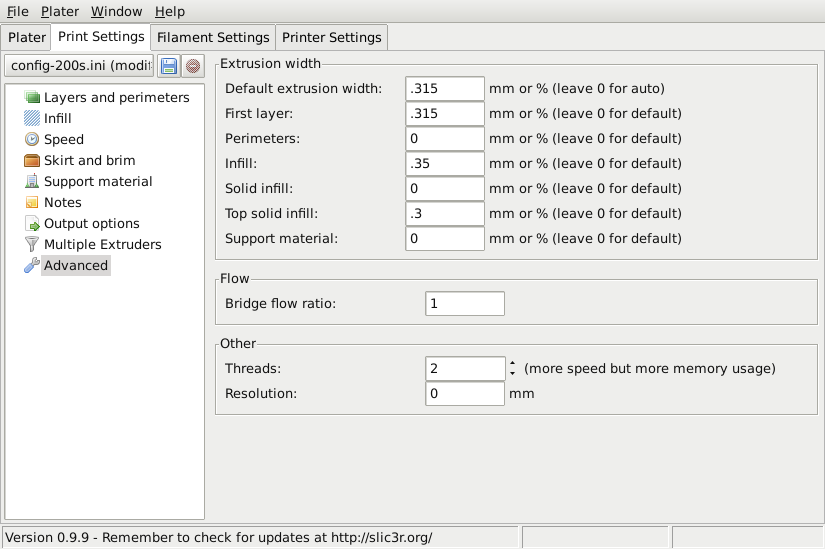 File Plater Window Help
Plater Print Settings Filament Settings Printer Settings
config-200s.ini (modi
Layers and perimeters
Infill
Speed
Skirt and brim
Support material
Notes
Output options
Multiple Extruders
Advanced
Extrusion width
Default extrusion width: .315 mm or % (leave 0 for auto)
First layer: .315 mm or % (leave 0 for default)
Perimeters: 0 mm or % (leave 0 for default)
Infill: .35 mm or % (leave 0 for default)
Solid infill: 0 mm or % (leave 0 for default)
Top solid infill: .3 mm or % (leave 0 for default)
Support material: 0 mm or % (leave 0 for default)
Flow
Bridge flow ratio: 1
Other
Threads: 2 (more speed but more memory usage)
Resolution: 0 mm
Version 0.9.9 - Remember to check for updates at http://slic3r.org/